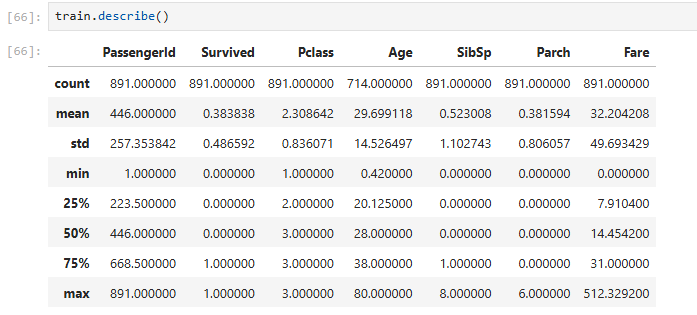 [66]: train.describe()
[66]: PassengerId Survived Pclass Age SibSp Parch Fare
count 891.000000 891.000000 891.000000 714.000000 891.000000 891.000000 891.000000
mean 446.000000 0.383838 2.308642 29.699118 0.523008 0.381594 32.204208
std 257.353842 0.486592 0.836071 14.526497 1.102743 0.806057 49.693429
min 1.000000 0.000000 1.000000 0.420000 0.000000 0.000000 0.000000
25% 223.500000 0.000000 2.000000 20.125000 0.000000 0.000000 7.910400
50% 446.000000 0.000000 3.000000 28.000000 0.000000 0.000000 14.454200
75% 668.500000 1.000000 3.000000 38.000000 1.000000 0.000000 31.000000
max 891.000000 1.000000 3.000000 80.000000 8.000000 6.000000 512.329200